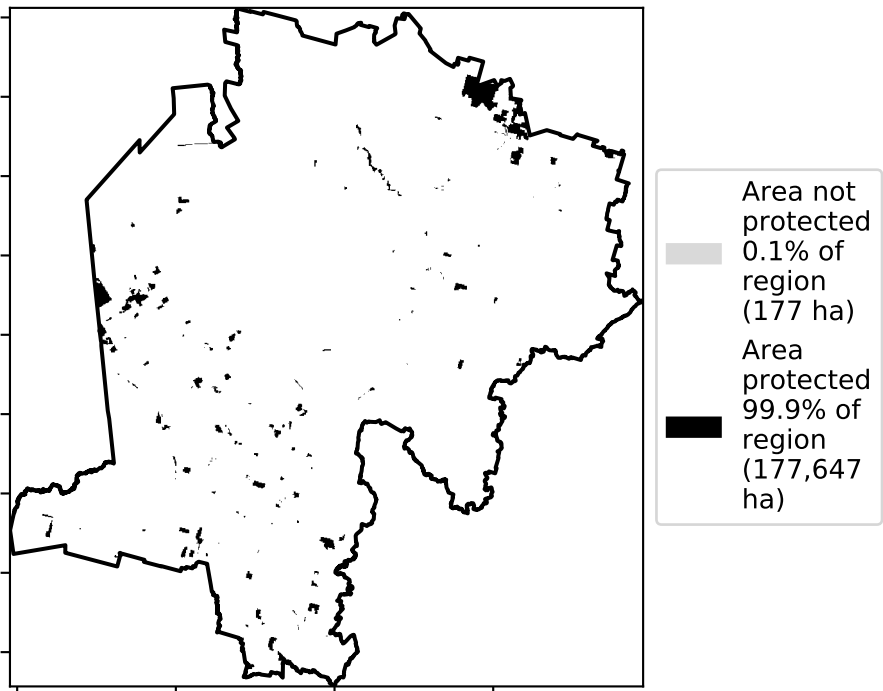 Area not
protected
0.1% of
region
(177 ha)
Area
protected
99.9% of
region
(177,647
ha)